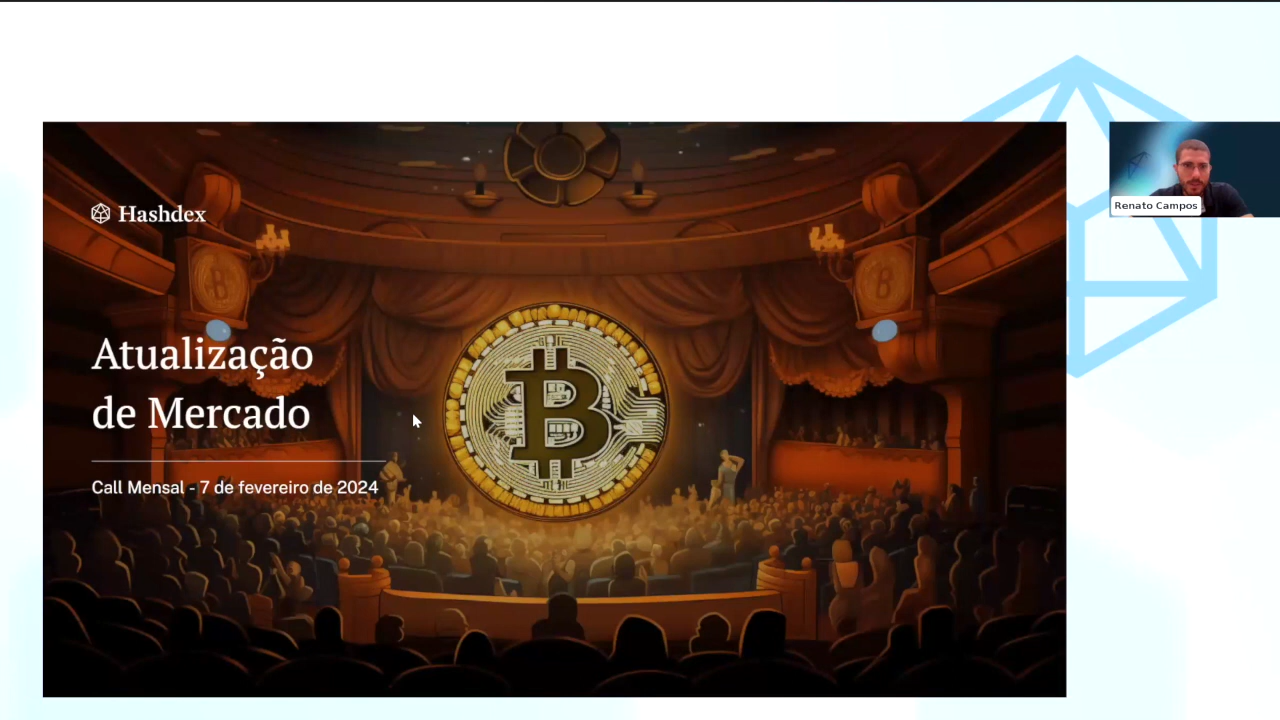 Hashdex
Atualização
de Mercado
Call Mensal - 7 de fevereiro de 2024
Renato Campos